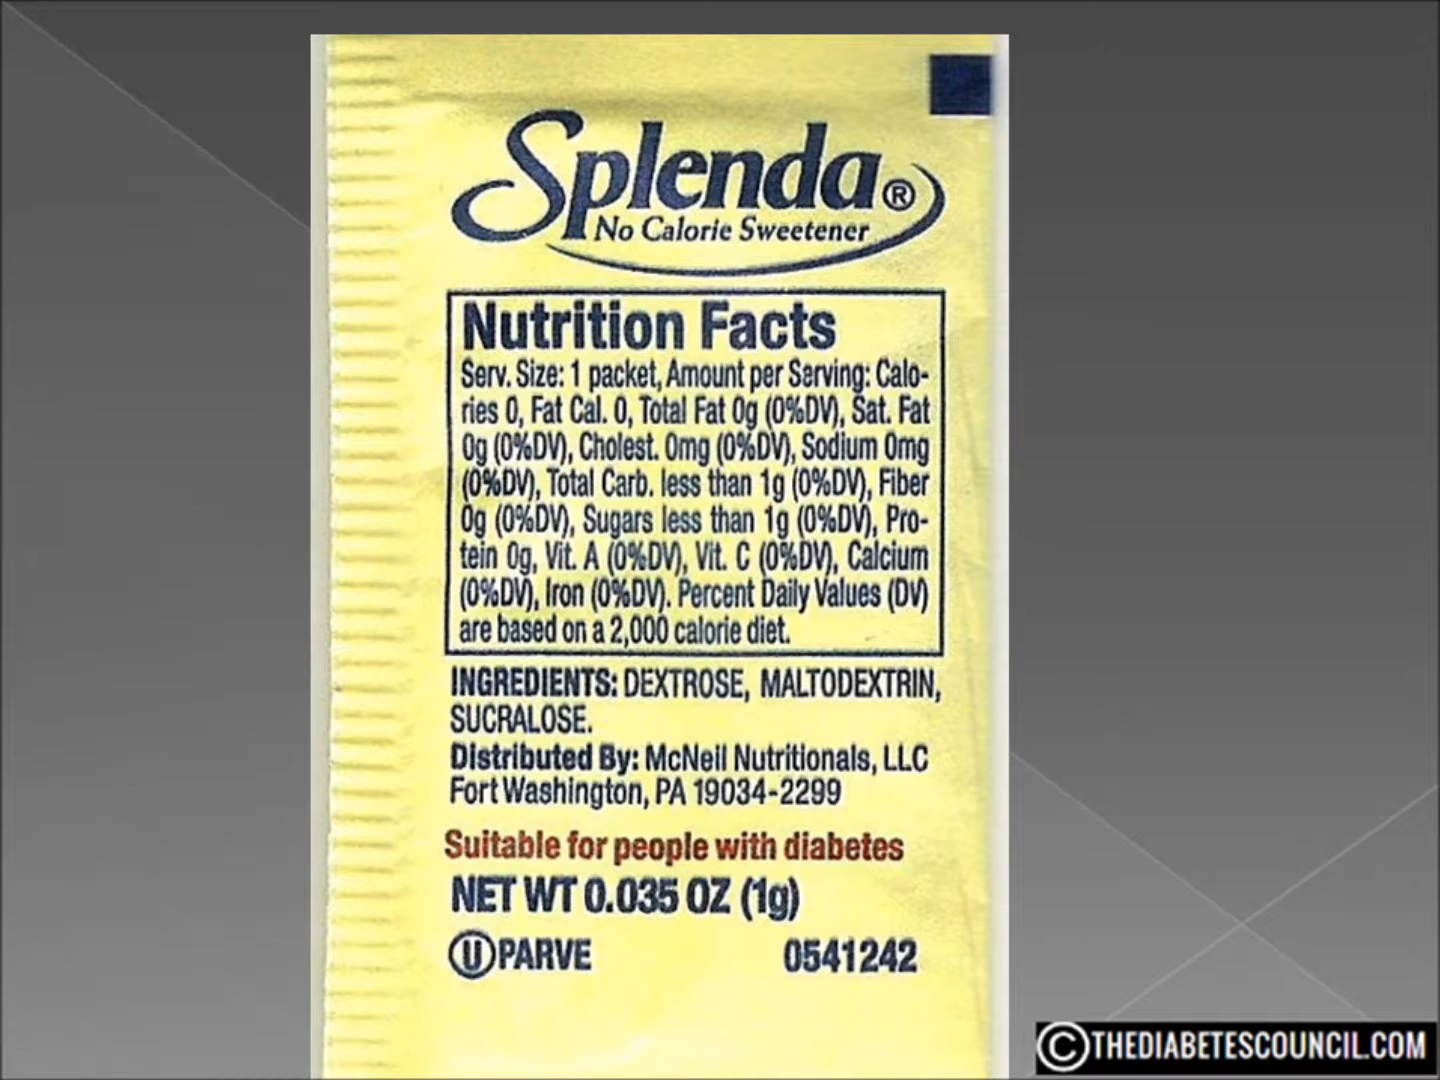 Splenda®
No Calorie Sweetener
Nutrition Facts
Serv. Size: 1 packet, Amount per Serving: Calo-
ries 0, Fat Cal. 0, Total Fat 0g (0%DV), Sat. Fat
0g (0%DV), Cholest. 0mg (0%DV), Sodium 0mg
(0%DV), Total Carb. less than 1g (0%DV), Fiber
0g (0%DV), Sugars less than 1g (0%DV), Pro-
tein 0g, Vit. A (0%DV), Vit. C (0%DV), Calcium
(0%DV), Iron (0%DV). Percent Daily Values (DV)
are based on a 2,000 calorie diet.
INGREDIENTS: DEXTROSE, MALTODEXTRIN,
SUCRALOSE.
Distributed By: McNeil Nutritionals, LLC
Fort Washington, PA 19034-2299
Suitable for people with diabetes
NET WT 0.035 OZ (1g)
Ⓤ PARVE 0541242
© THEDIABETESCOUNCIL.COM